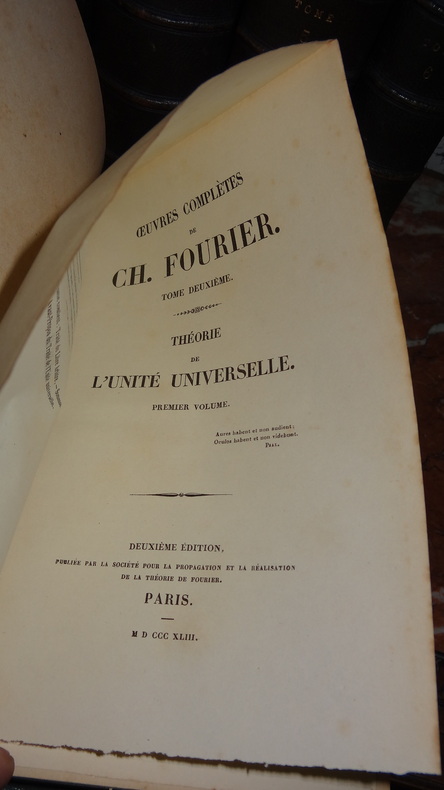 TOME
ŒUVRES COMPLÈTES
DE
CH. FOURIER.
TOME DEUXIÈME.
THÉORIE
DE
L'UNITÉ UNIVERSELLE.
PREMIER VOLUME.
Aures habent et non audient;
Oculos habent et non videbunt.
PSAL.
DEUXIÈME ÉDITION,
PUBLIÉE PAR LA SOCIÉTÉ POUR LA PROPAGATION ET LA RÉALISATION
DE LA THÉORIE DE FOURIER.
PARIS.
M D CCC XLIII.